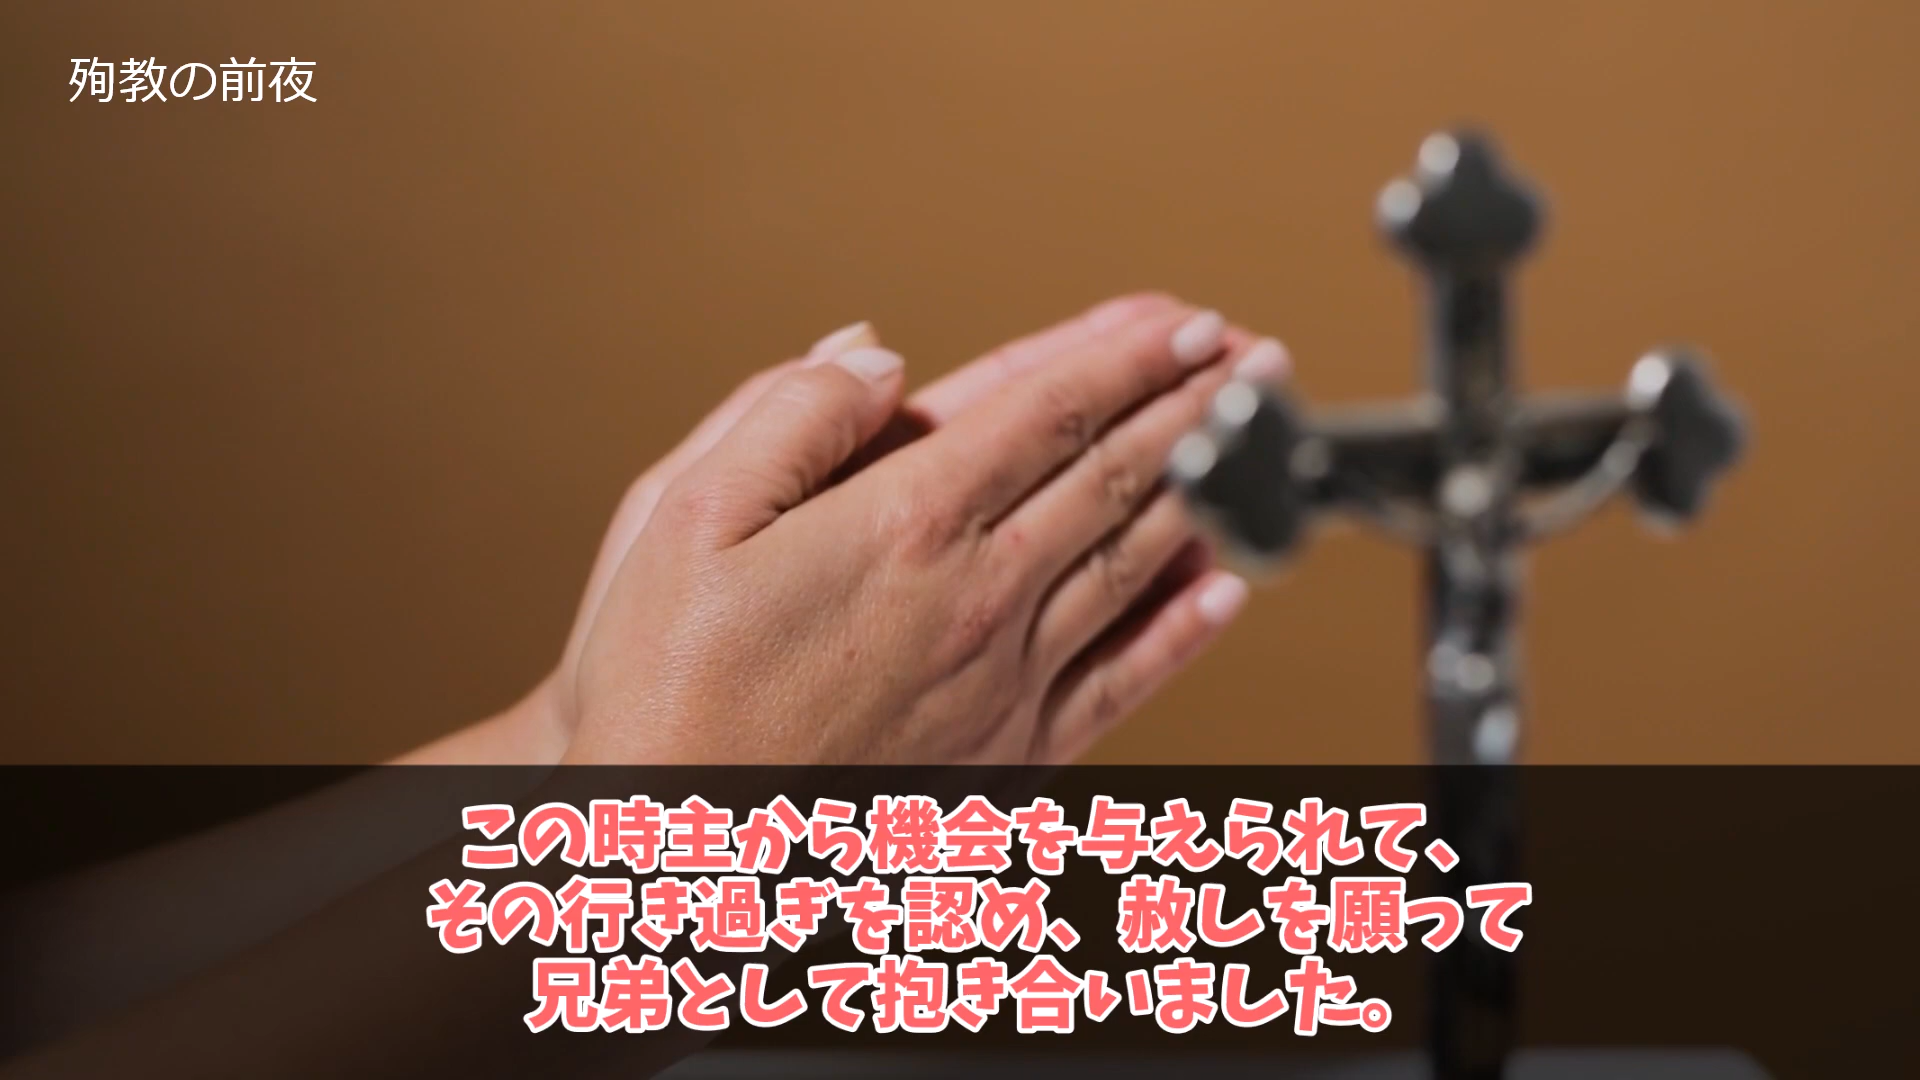 殉教の前夜
この時主から機会を与えられて、
その行き過ぎを認め、赦しを願って
兄弟として抱き合いました。